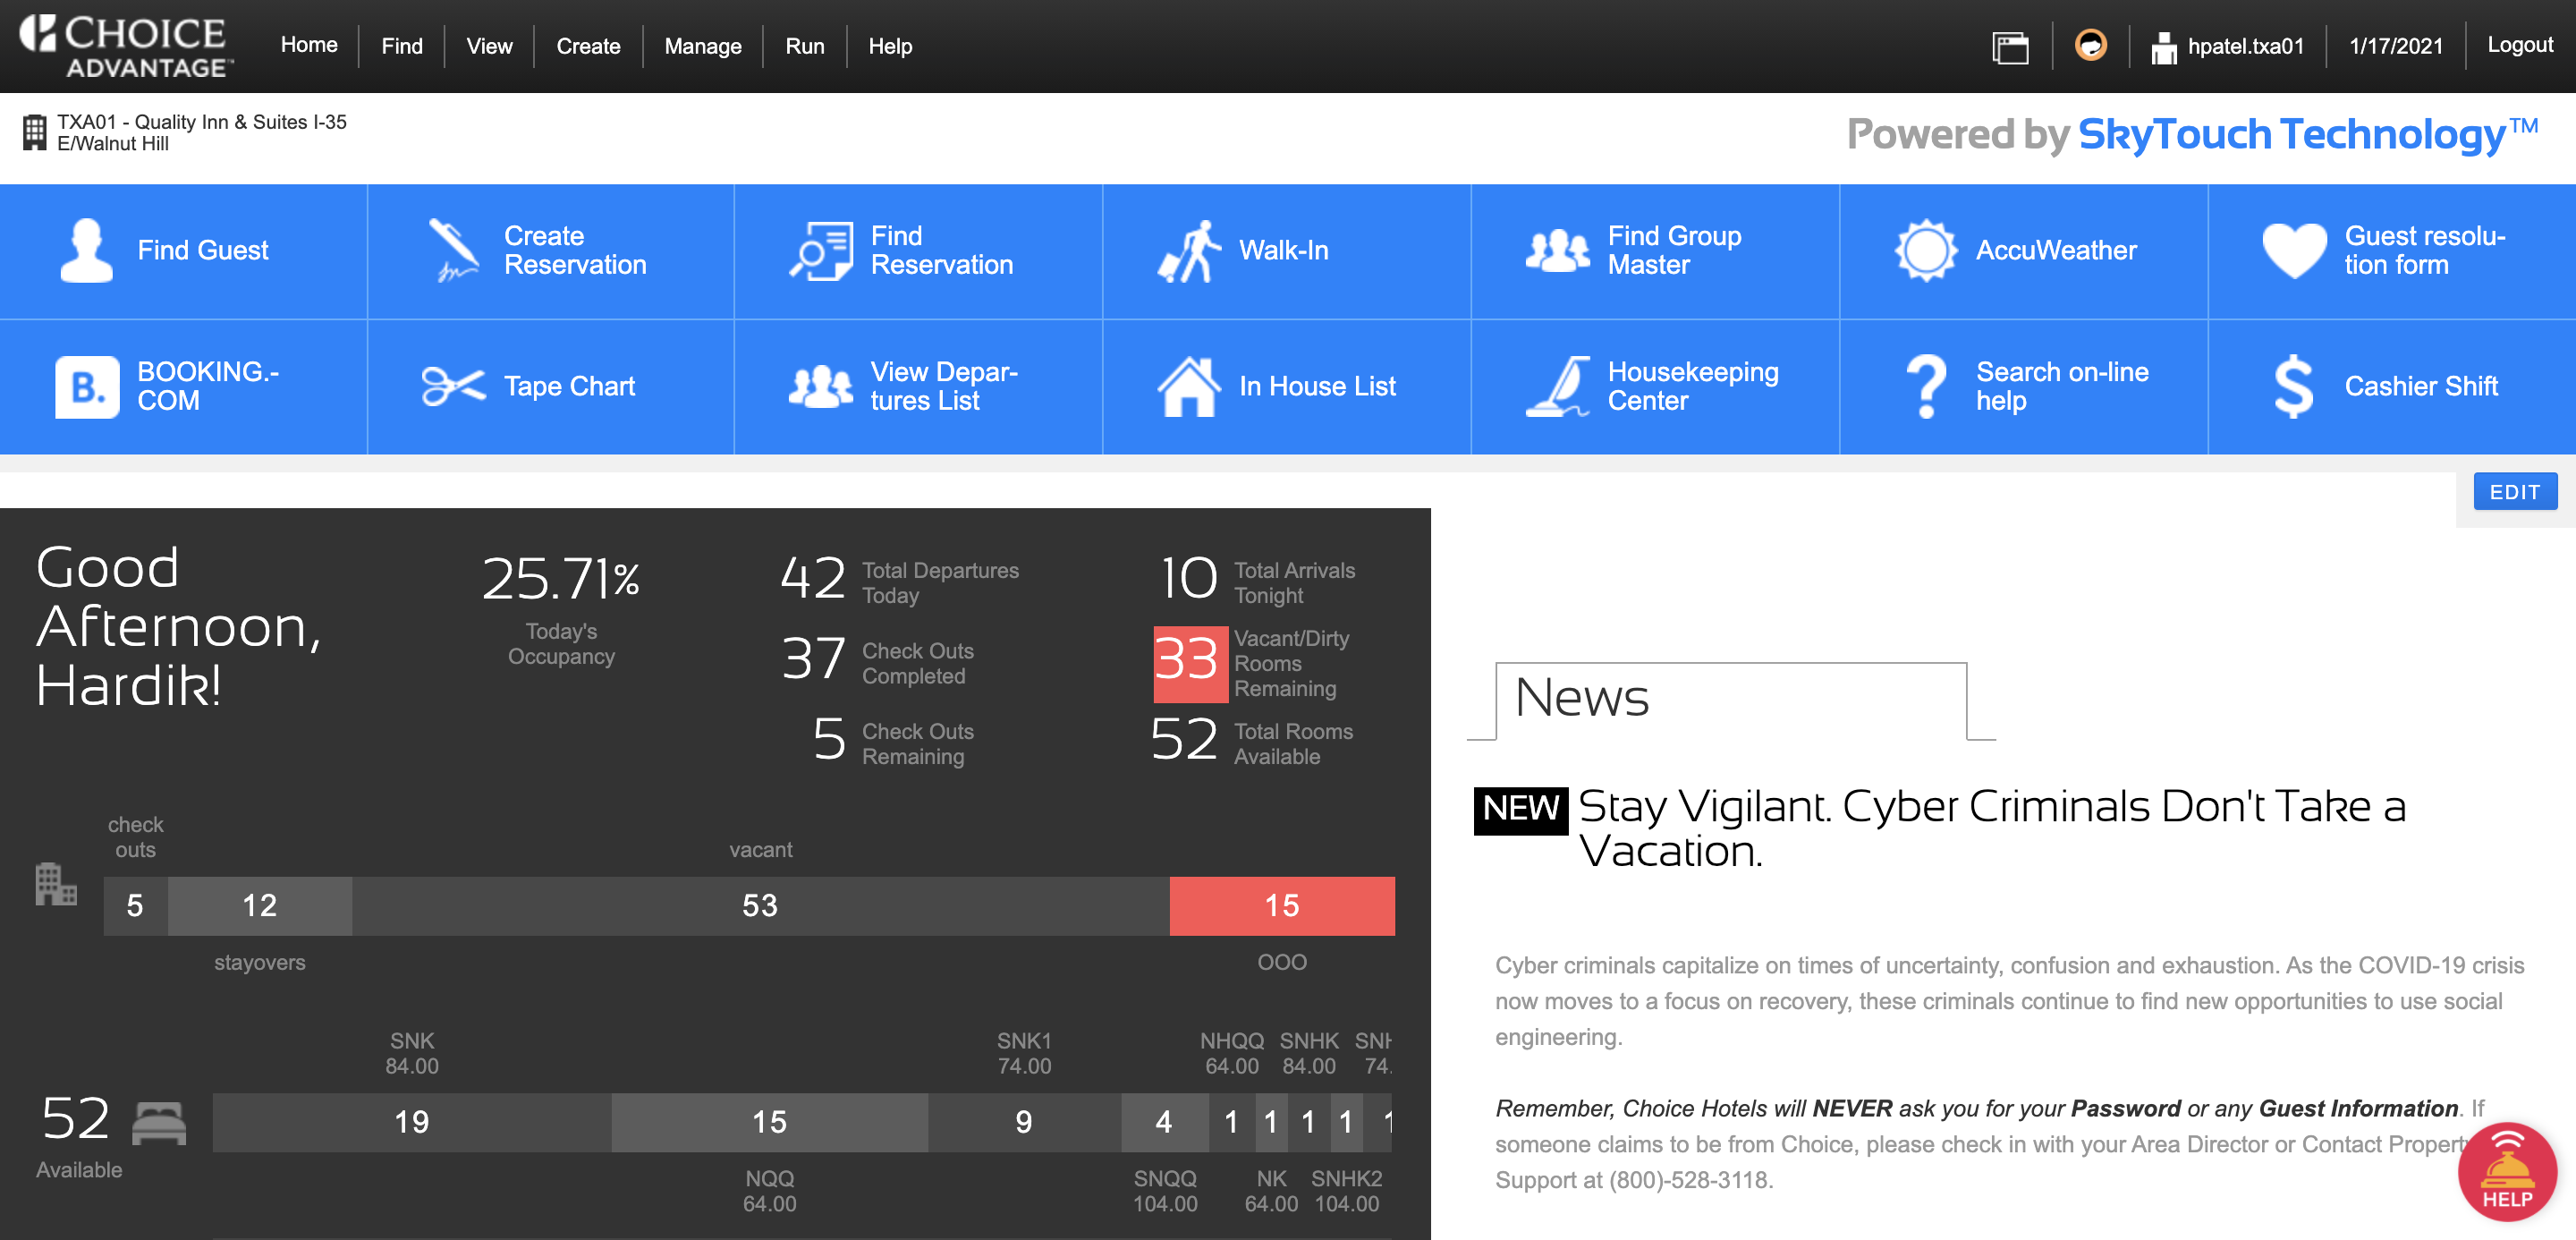 CHOICE
ADVANTAGE™
Home
Find
View
Create
Manage
Run
Help
hpatel.txa01
1/17/2021
Logout
TXA01 - Quality Inn & Suites I-35
E/Walnut Hill
Powered by SkyTouch Technology™
Find Guest
Create
Reservation
Find
Reservation
Walk-In
Find Group
Master
AccuWeather
Guest resolu-
tion form
B.
BOOKING.-
COM
Tape Chart
View Depar-
tures List
In House List
Housekeeping
Center
?
Search on-line
help
$
Cashier Shift
EDIT
Good
Afternoon,
Hardik!
25.71%
Today's
Occupancy
42 Total Departures
Today
37 Check Outs
Completed
5 Check Outs
Remaining
10 Total Arrivals
Tonight
33 Vacant/Dirty
Rooms
Remaining
52 Total Rooms
Available
check
outs
vacant
5 12 53 15
stayovers
OOO
SNK
84.00
SNK1
74.00
NHQQ
64.00
SNHK
84.00
SNH
74.
52
Available
19 15 9 4 1 1 1 1 1
NQQ
64.00
SNQQ
104.00
NK
64.00
SNHK2
104.00
News
NEW Stay Vigilant. Cyber Criminals Don't Take a
Vacation.
Cyber criminals capitalize on times of uncertainty, confusion and exhaustion. As the COVID-19 crisis
now moves to a focus on recovery, these criminals continue to find new opportunities to use social
engineering.
Remember, Choice Hotels will NEVER ask you for your Password or any Guest Information. If
someone claims to be from Choice, please check in with your Area Director or Contact Property
Support at (800)-528-3118.
HELP